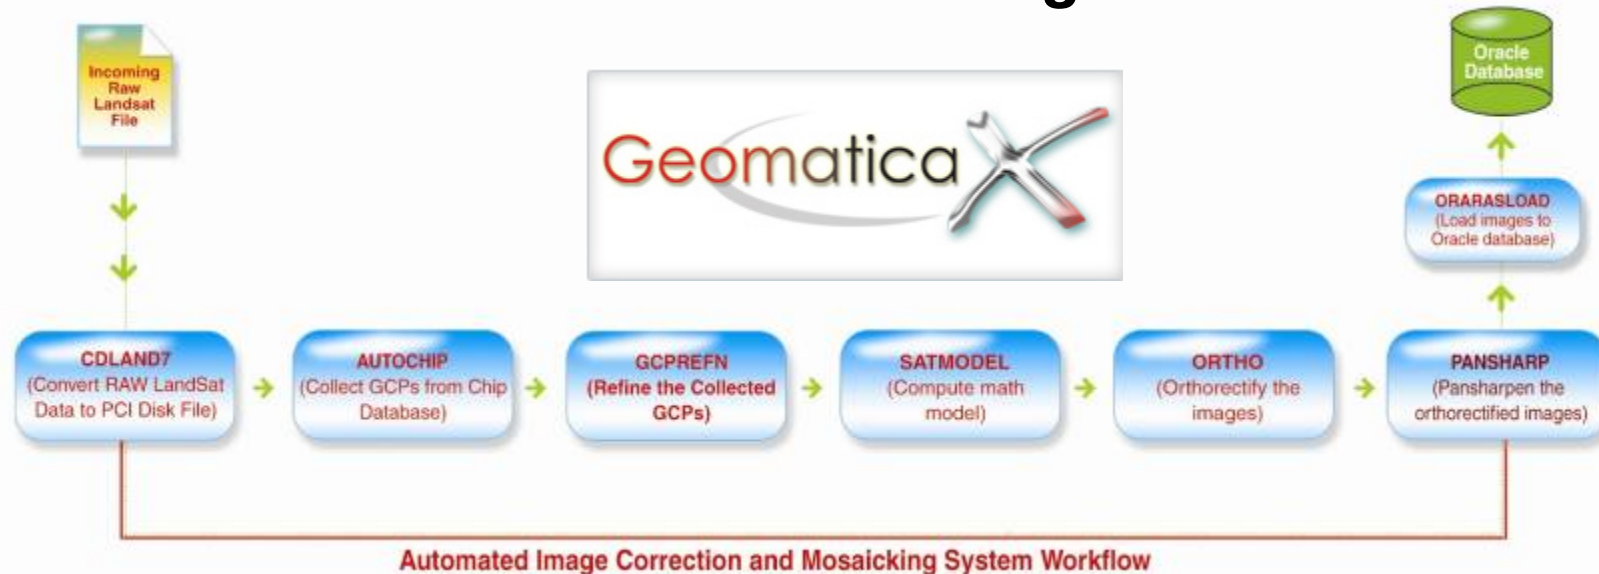 Incoming
Raw
Landsat
File
Geomatica
Oracle
Database
ORARASLOAD
(Load images to
Oracle database)
CDLAND7
(Convert RAW LandSat
Data to PCI Disk File)
AUTOCHIP
(Collect GCPs from Chip
Database)
GCPREFN
(Refine the Collected
GCPs)
SATMODEL
(Compute math
model)
ORTHO
(Orthorectify the
images)
PANSHARP
(Pansharpen the
orthorectified images)
Automated Image Correction and Mosaicking System Workflow